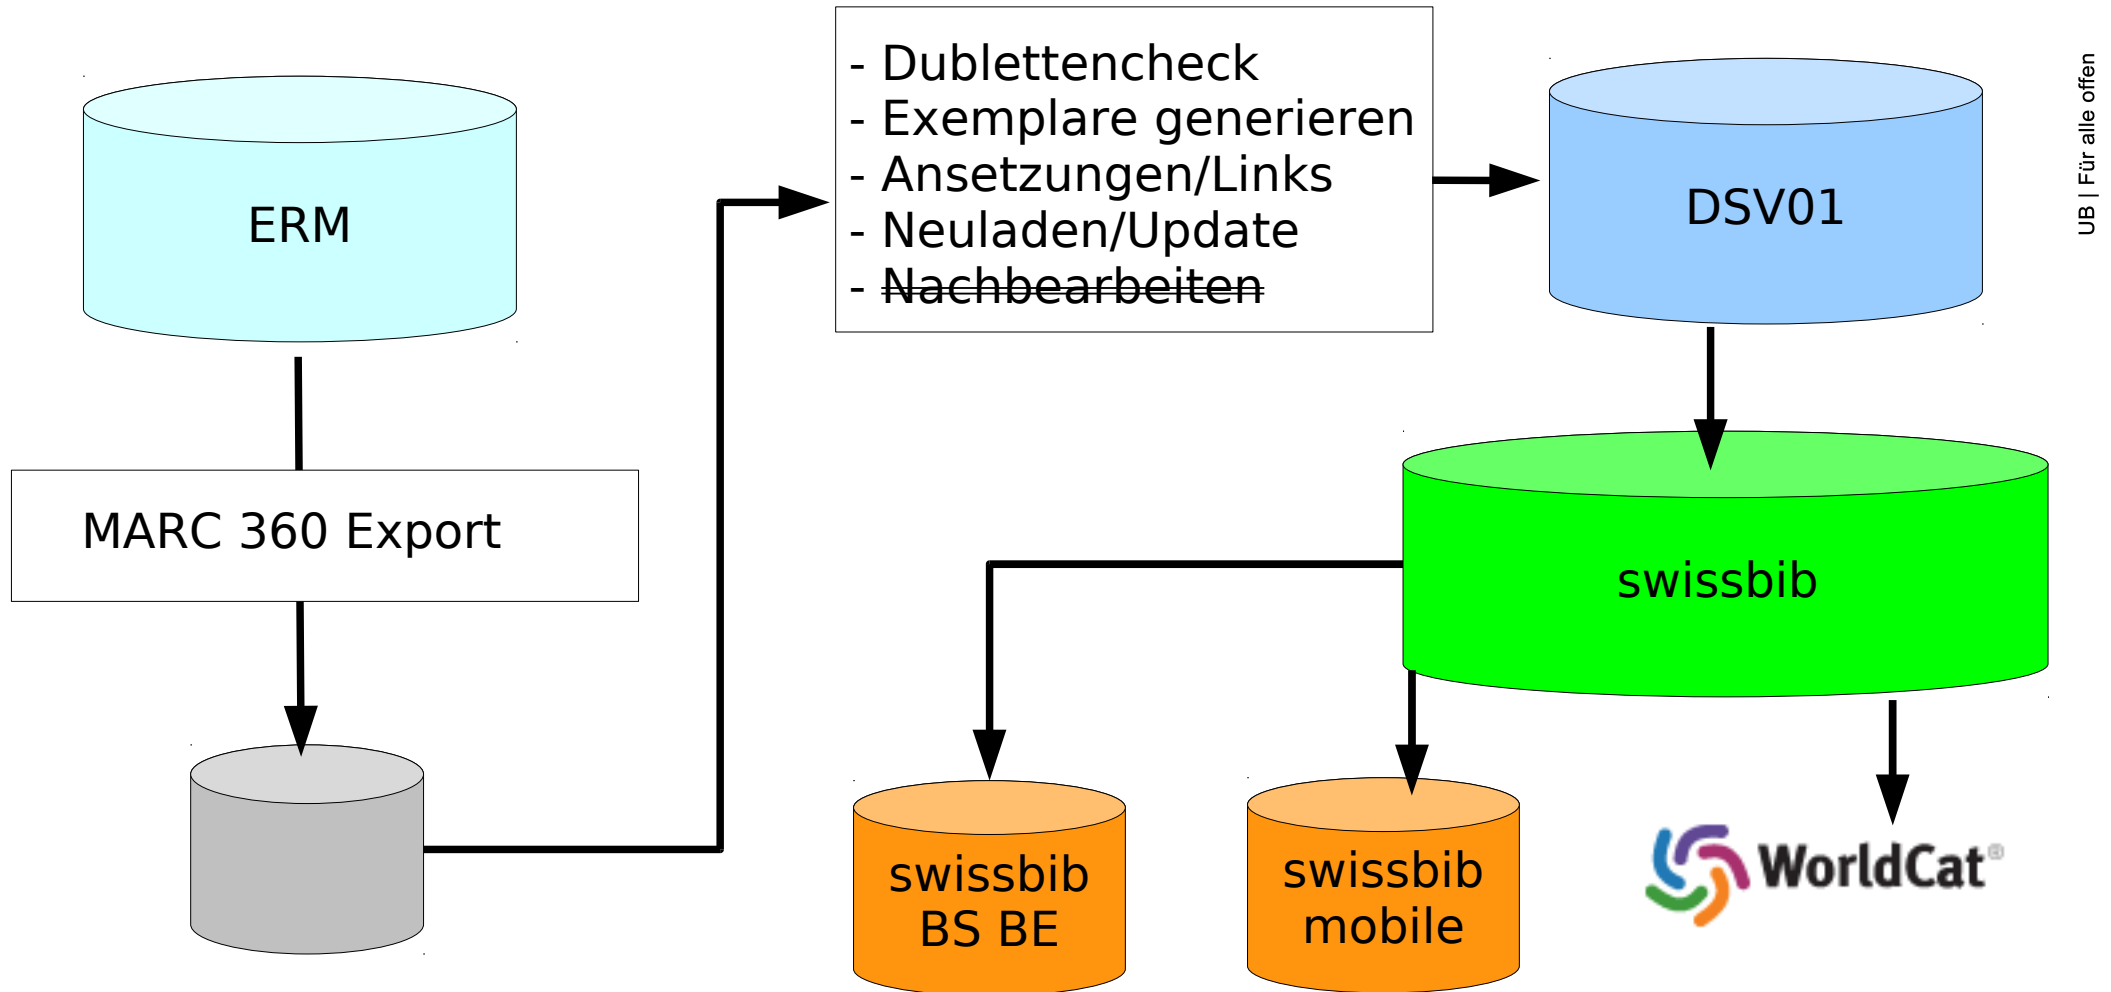 ERM
MARC 360 Export
- Dublettencheck
- Exemplare generieren
- Ansetzungen/Links
- Neuladen/Update
- Nachbearbeiten
DSV01
swissbib
swissbib
BS BE
swissbib
mobile
WorldCat®
UB | Für alle offen